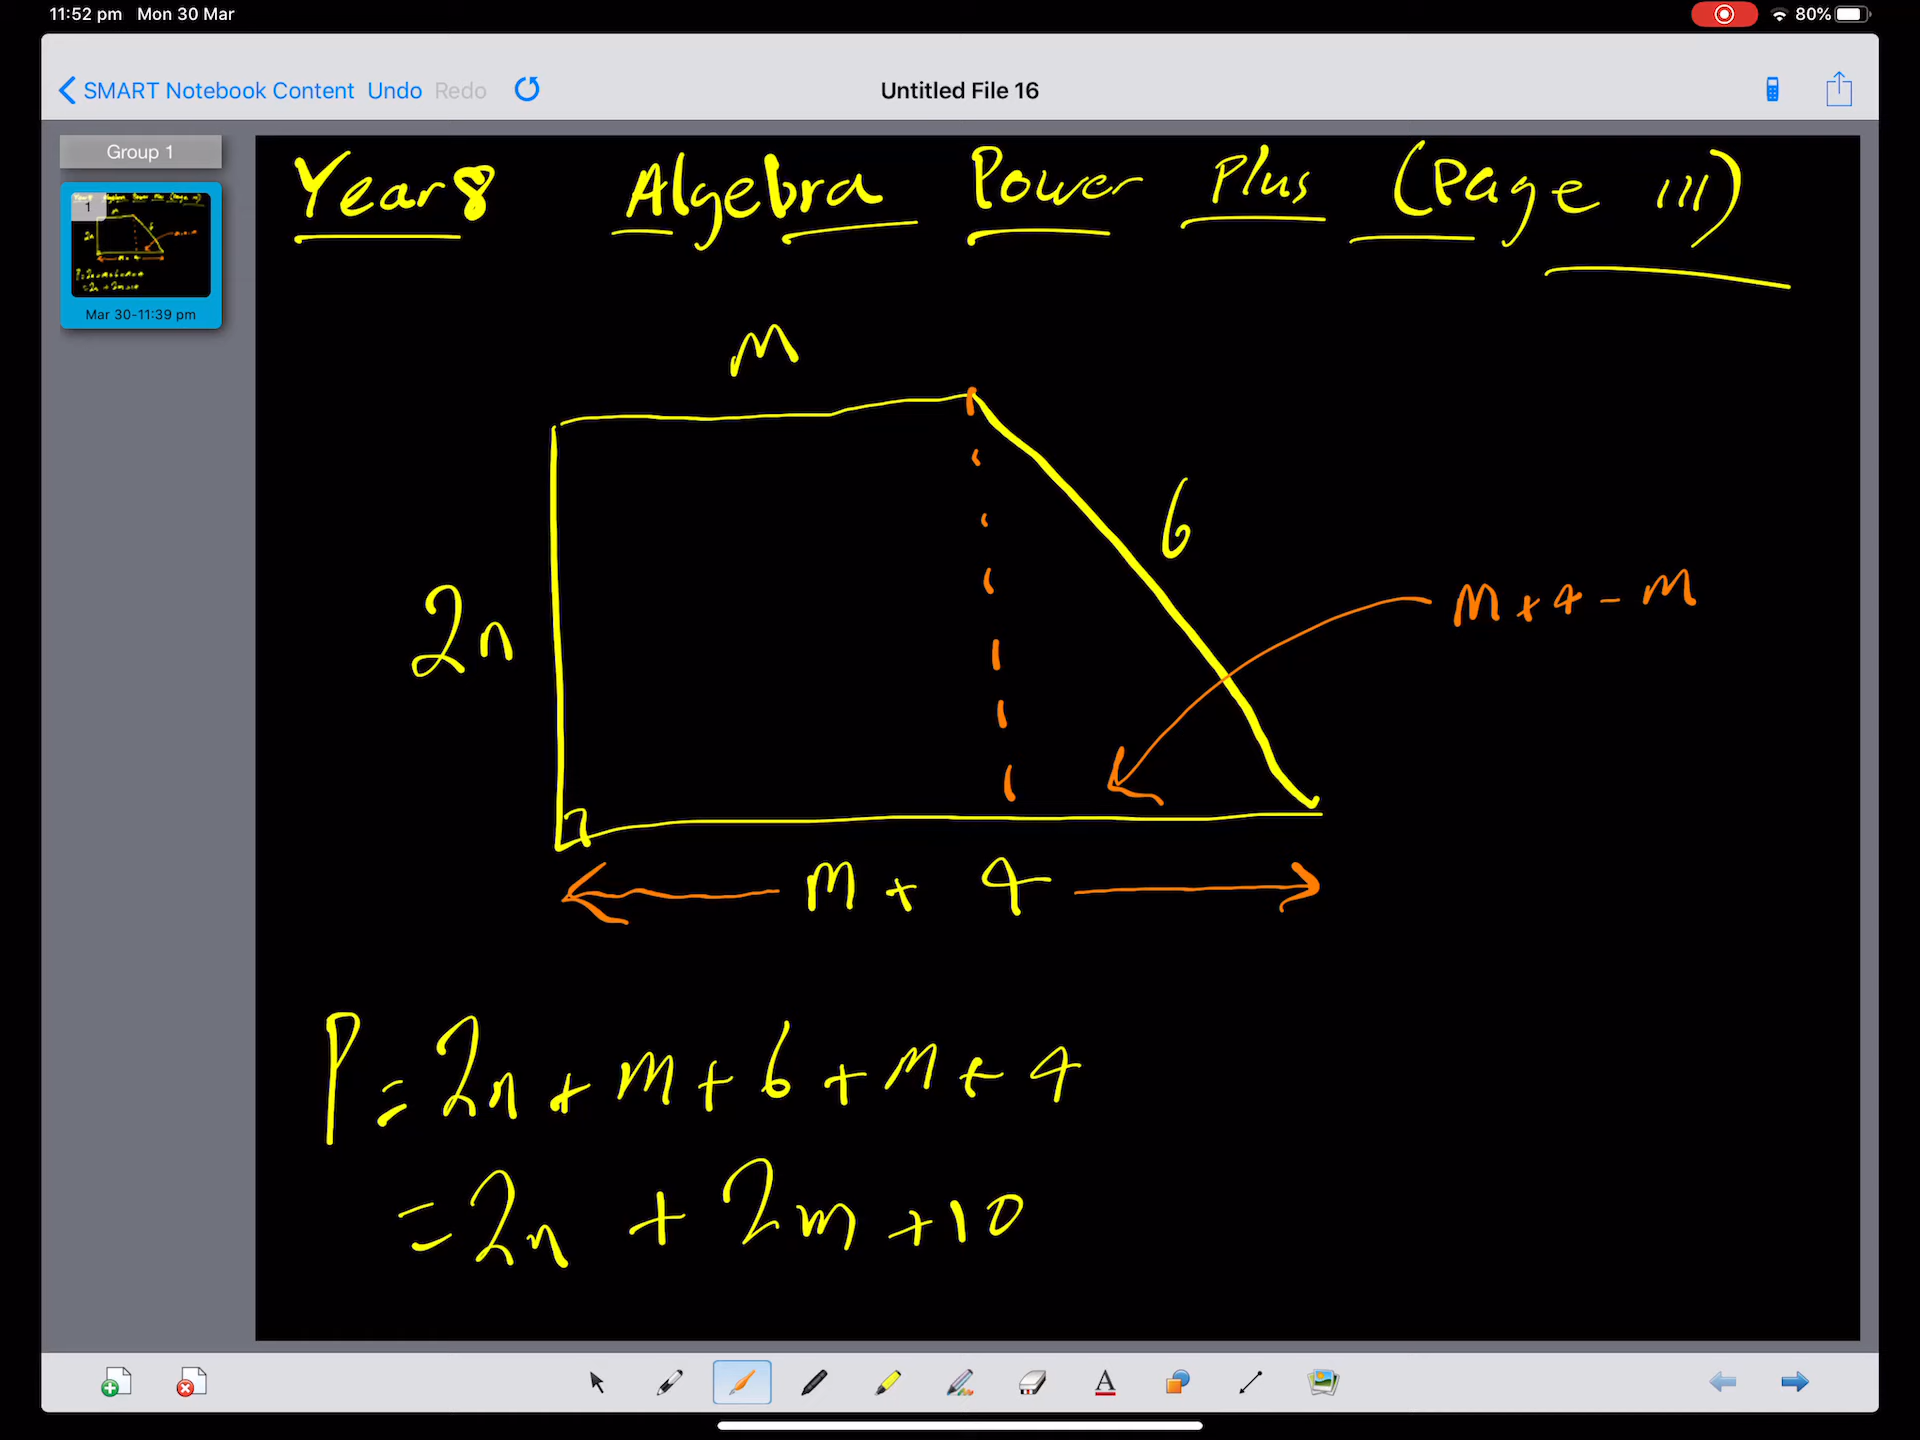 11:52 pm Mon 30 Mar
80%
SMART Notebook Content Undo Redo
Untitled File 16
Group 1
1
Mar 30-11:39 pm
Year 8 Algebra Power Plus (Page 111)
m
6
2n
m + 4 - m
m + 4
P = 2n + m + 6 + m + 4
= 2n + 2m + 10